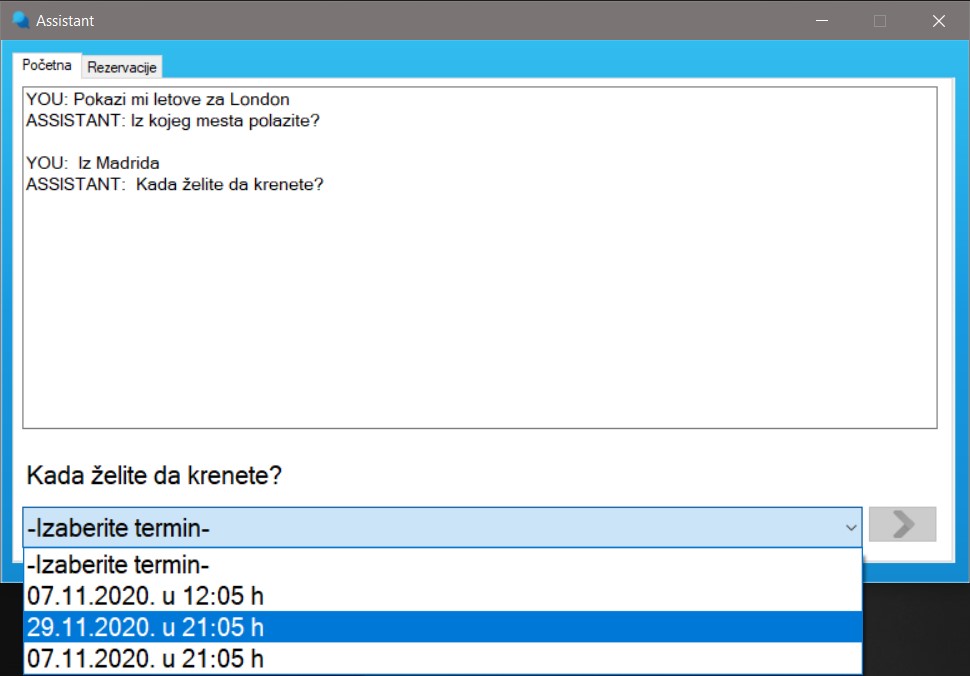 Assistant
Početna
Rezervacije
YOU: Pokazi mi letove za London
ASSISTANT: Iz kojeg mesta polazite?
YOU: Iz Madrida
ASSISTANT: Kada želite da krenete?
Kada želite da krenete?
-Izaberite termin-
-Izaberite termin-
07.11.2020. u 12:05 h
29.11.2020. u 21:05 h
07.11.2020. u 21:05 h